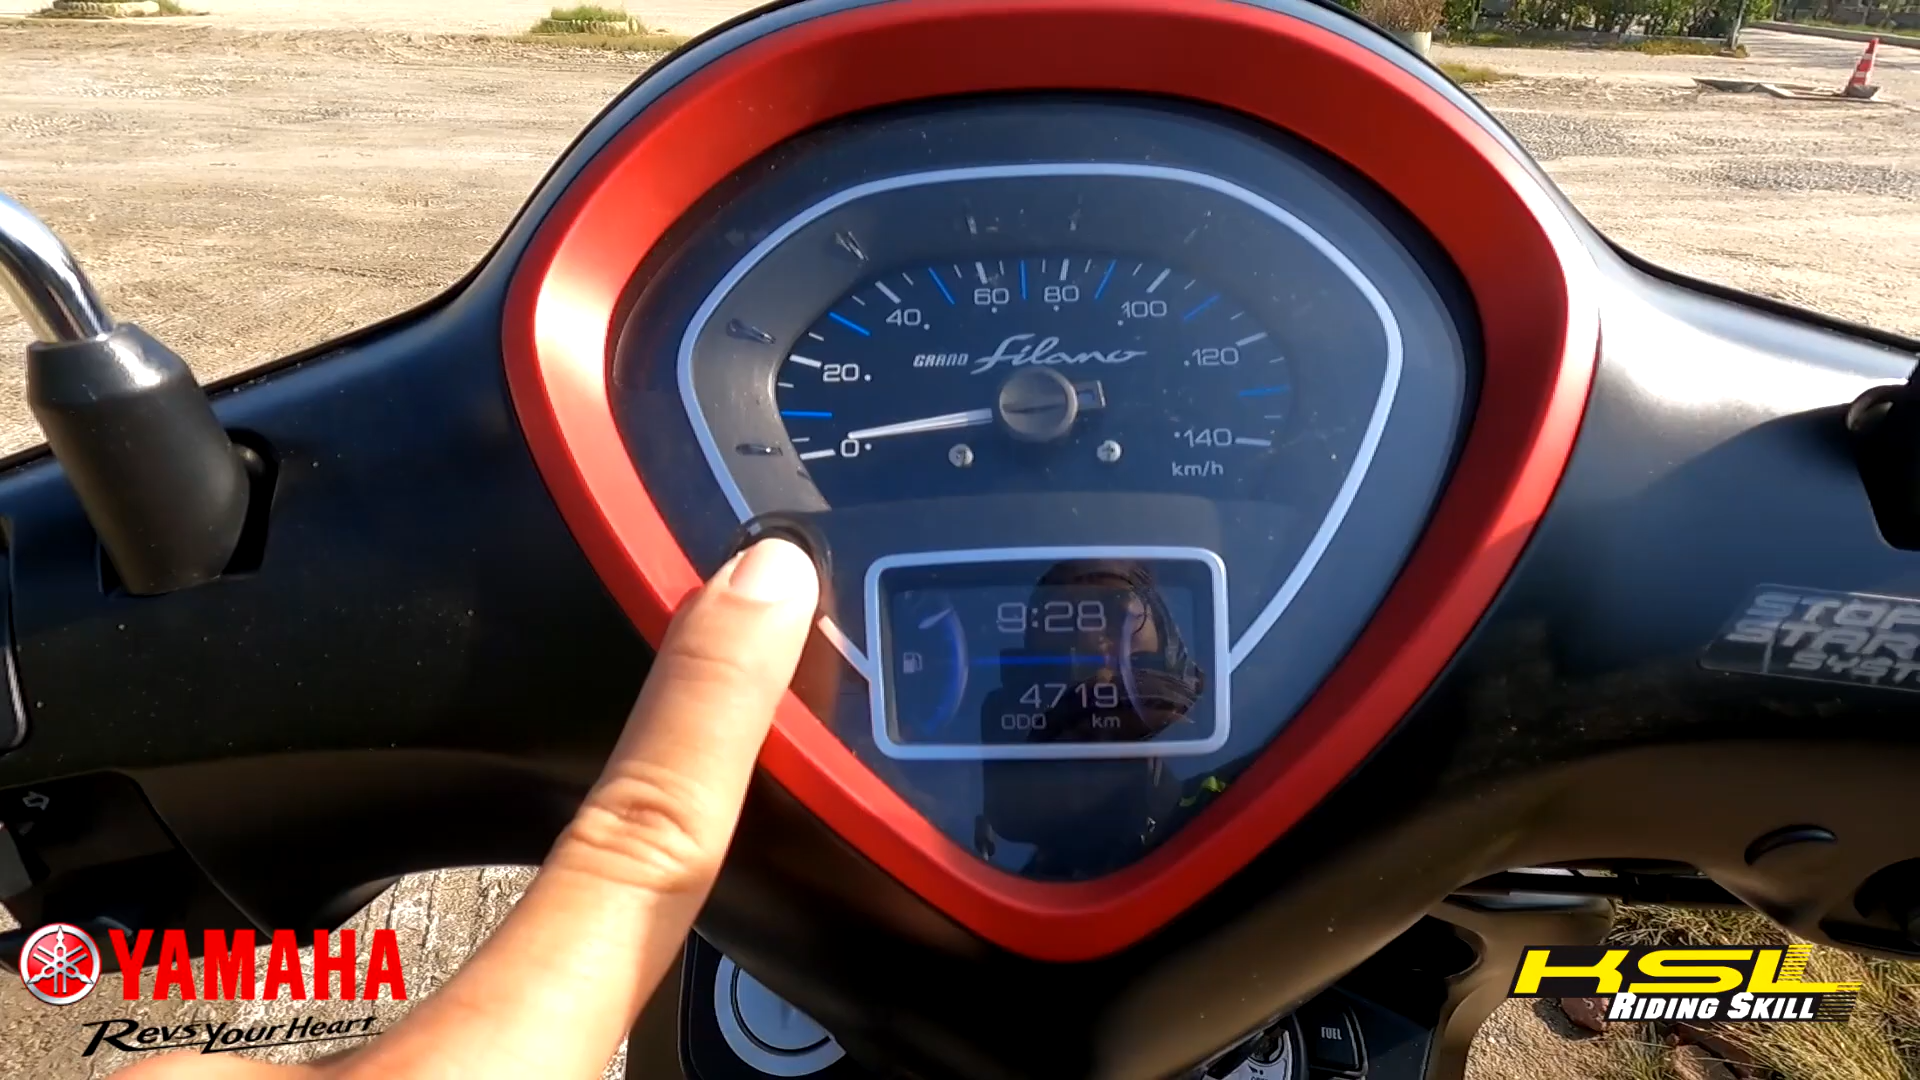 20
40
60
80
100
120
140
0
km/h
GRAND Filano
9:28
4719
ODO km
STOP
START
SYST
YAMAHA
Revs Your Heart
KSL
RIDING SKILL
FUEL